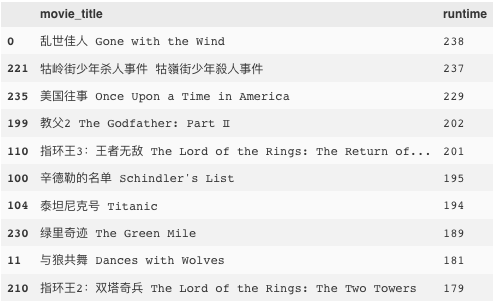 movie_title runtime
0 乱世佳人 Gone with the Wind 238
221 牯岭街少年杀人事件 牯嶺街少年殺人事件 237
235 美国往事 Once Upon a Time in America 229
199 教父2 The Godfather: Part Ⅱ 202
110 指环王3：王者无敌 The Lord of the Rings: The Return of... 201
100 辛德勒的名单 Schindler's List 195
104 泰坦尼克号 Titanic 194
230 绿里奇迹 The Green Mile 189
11 与狼共舞 Dances with Wolves 181
210 指环王2：双塔奇兵 The Lord of the Rings: The Two Towers 179